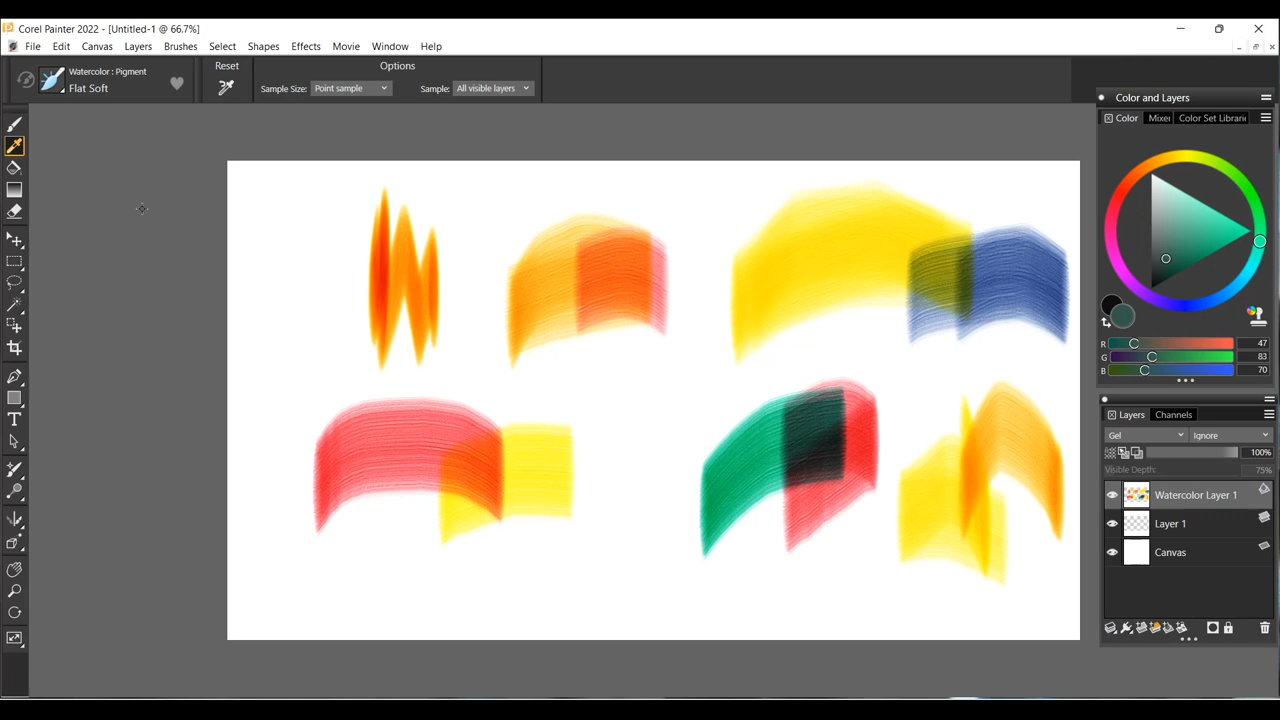 Corel Painter 2022 - [Untitled-1 @ 66.7%]
File Edit Canvas Layers Brushes Select Shapes Effects Movie Window Help
Watercolor : Pigment
Flat Soft
Reset
Options
Sample Size: Point sample
Sample: All visible layers
Color and Layers
Color Mixer Color Set Librarie
R 47
G 83
B 70
Layers Channels
Gel Ignore
100%
Visible Depth: 75%
Watercolor Layer 1
Layer 1
Canvas